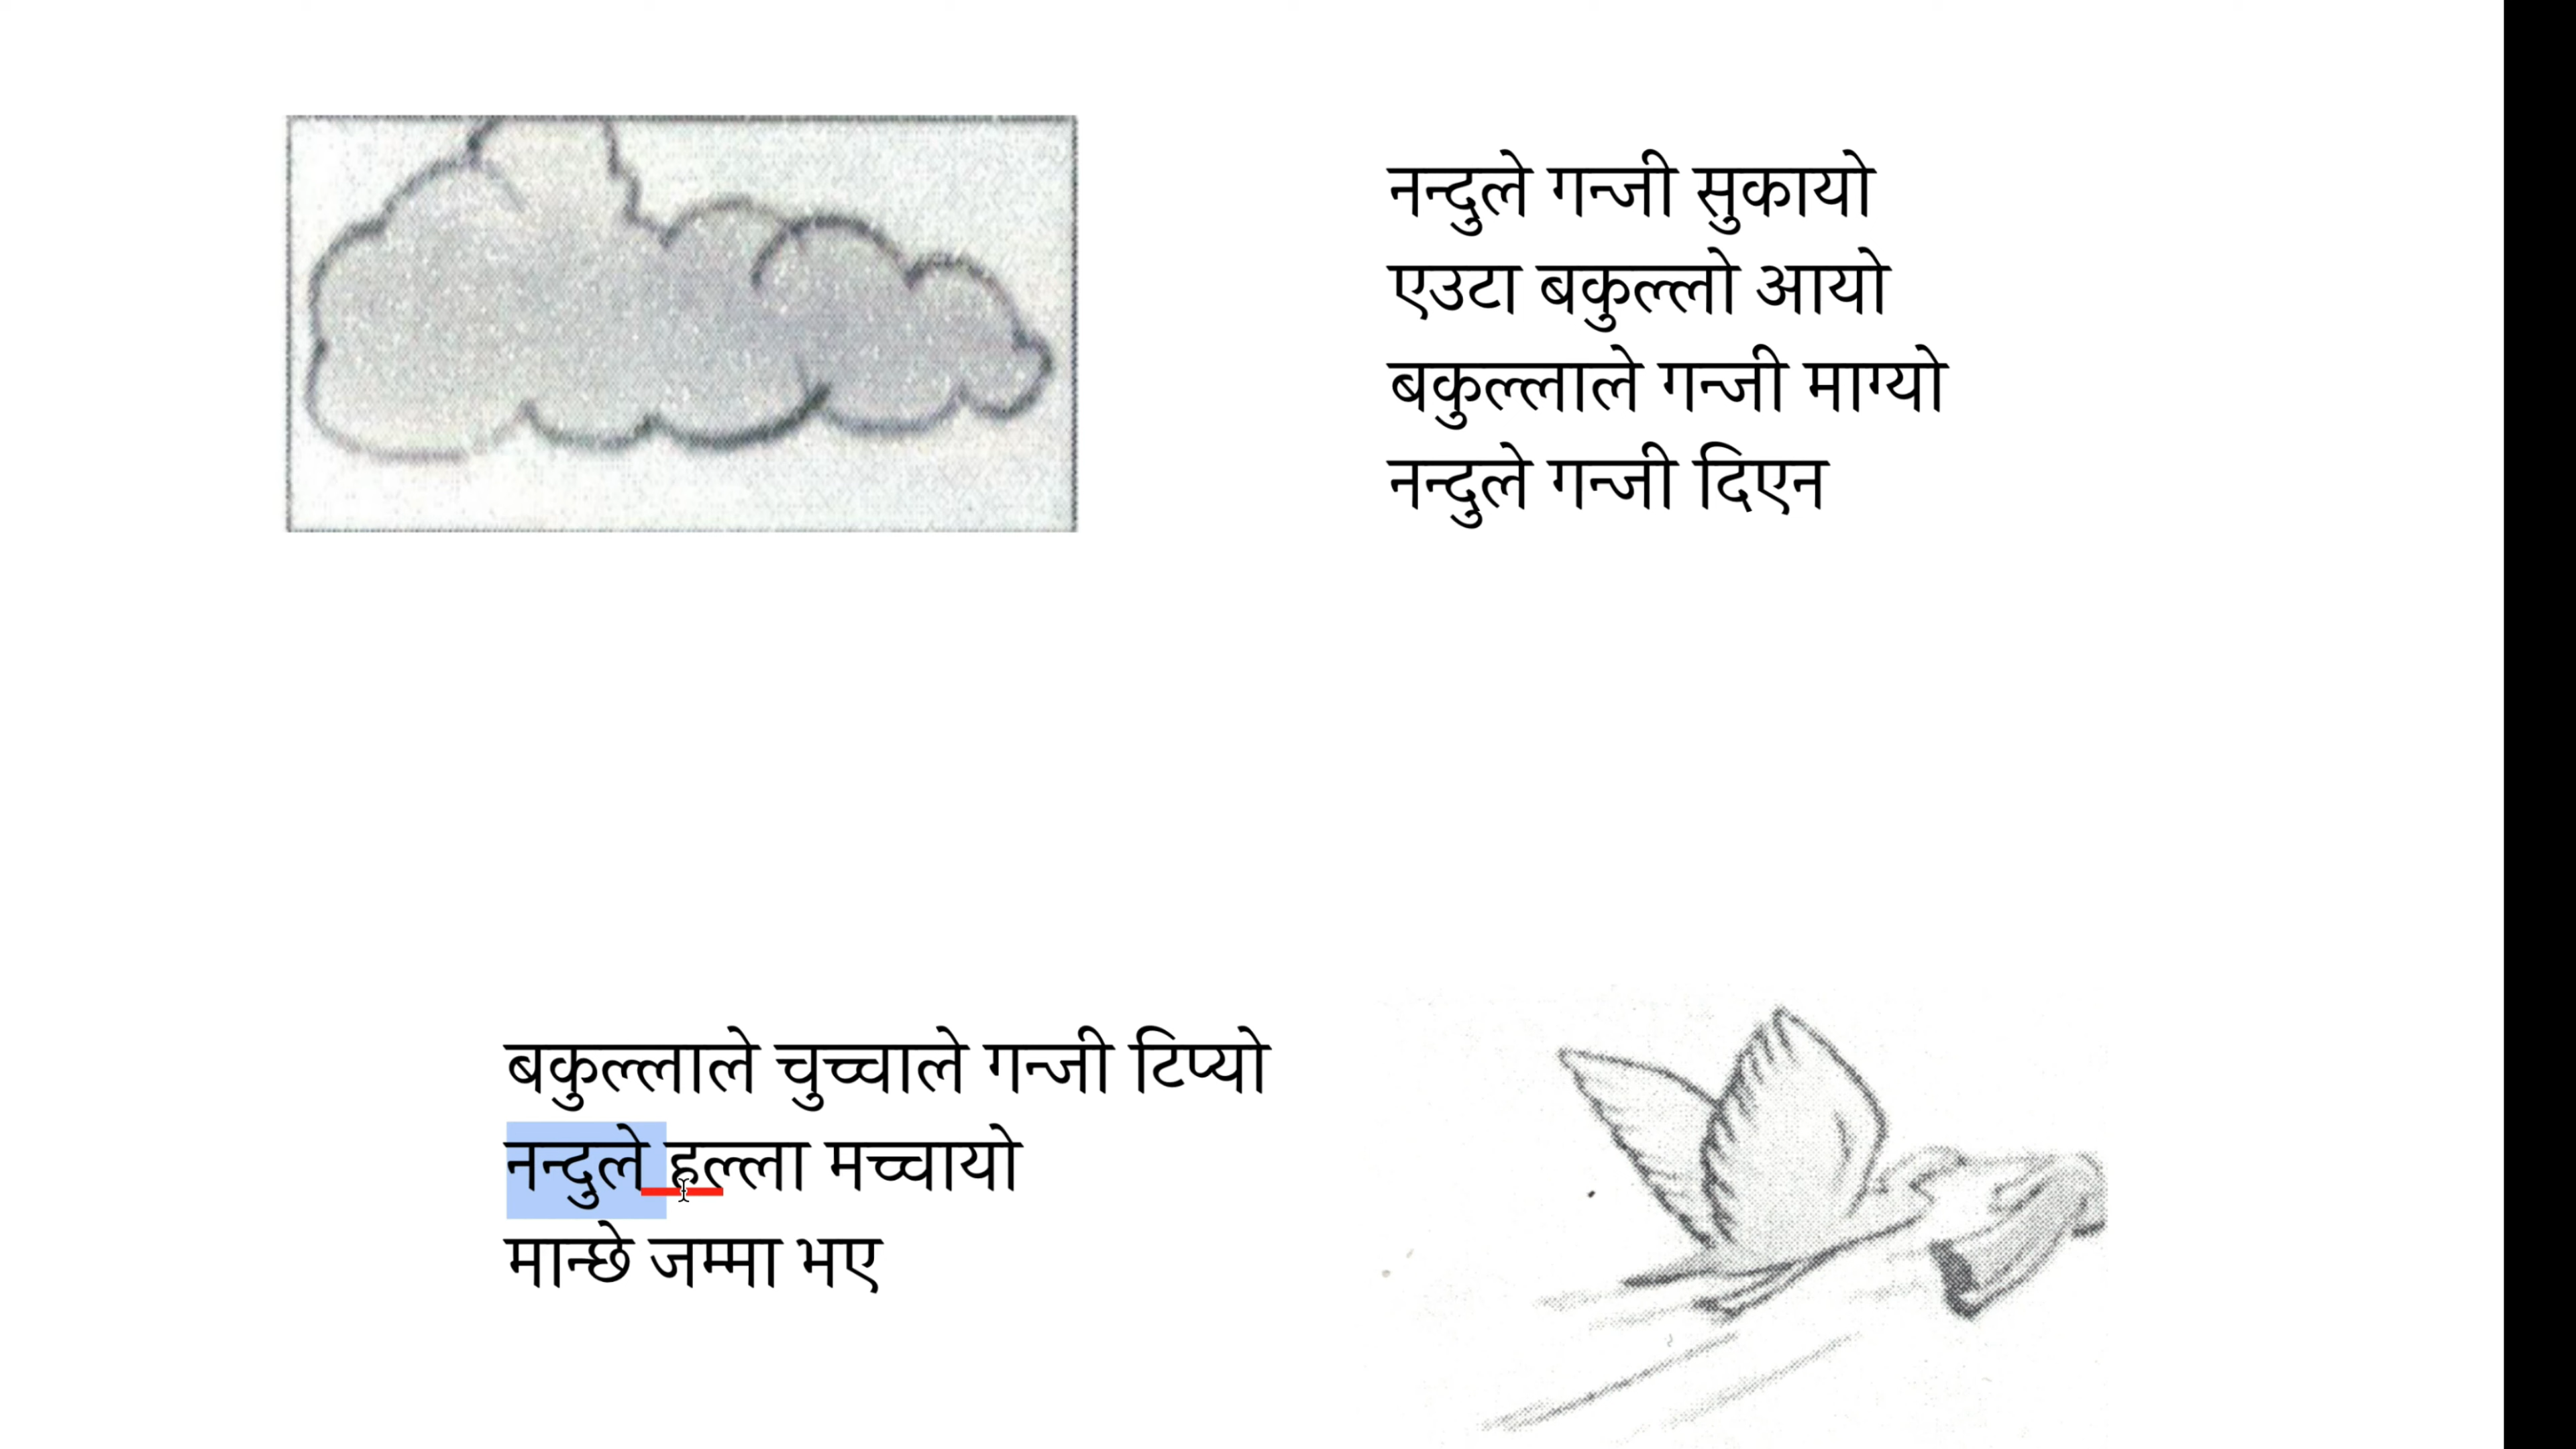 नन्दुले गन्जी सुकायो
एउटा बकुल्लो आयो
बकुल्लाले गन्जी माग्यो
नन्दुले गन्जी दिएन
बकुल्लाले चुच्चाले गन्जी टिप्यो
नन्दुले हल्ला मच्चायो
मान्छे जम्मा भए